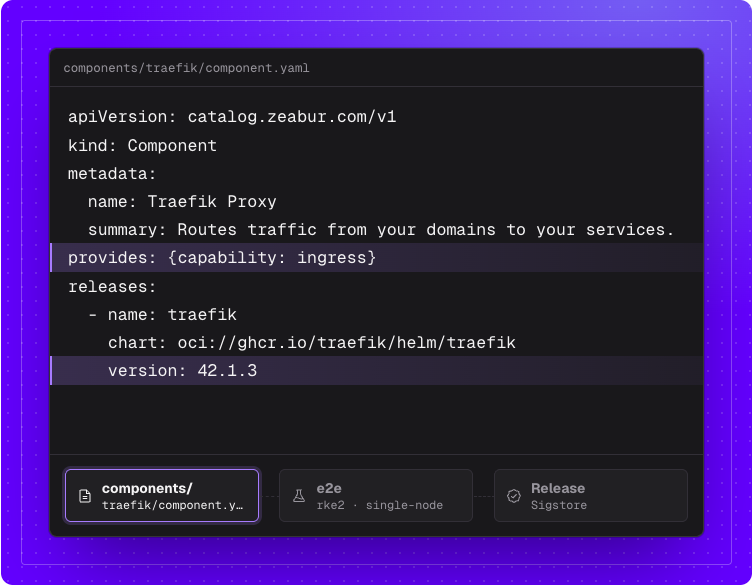 components/traefik/component.yaml
apiVersion: catalog.zeabur.com/v1
kind: Component
metadata:
  name: Traefik Proxy
  summary: Routes traffic from your domains to your services.
provides: {capability: ingress}
releases:
  - name: traefik
    chart: oci://ghcr.io/traefik/helm/traefik
    version: 42.1.3
components/
traefik/component.y…
e2e
rke2 · single-node
Release
Sigstore